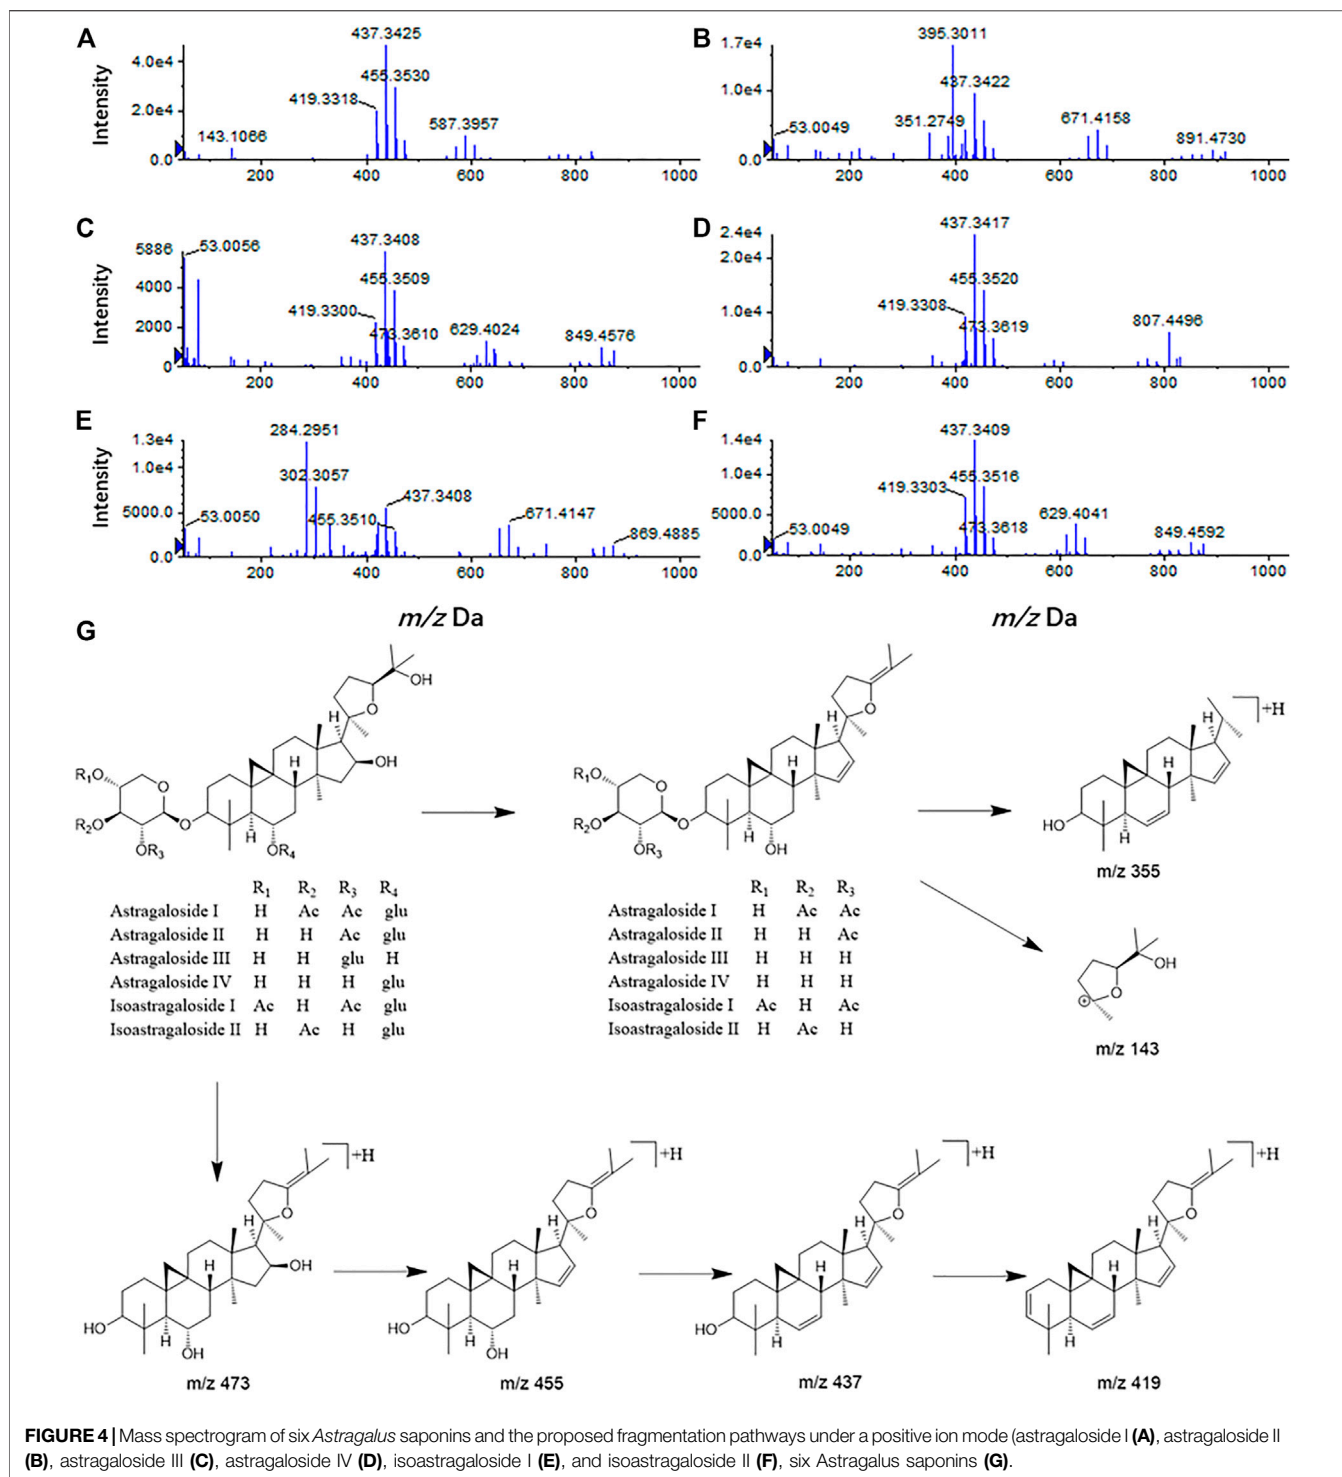 A
Intensity
4.0e4
2.0e4
0.0
437.3425
455.3530
419.3318
587.3957
143.1066
200 400 600 800 1000
B
1.7e4
1.0e4
0.0
395.3011
437.3422
351.2749
671.4158
53.0049
891.4730
200 400 600 800 1000
C
Intensity
5886
4000
2000
0
53.0056
437.3408
455.3509
419.3300
473.3610
629.4024
849.4576
200 400 600 800 1000
D
2.4e4
2.0e4
1.0e4
0.0
437.3417
455.3520
419.3308
473.3619
807.4496
200 400 600 800 1000
E
Intensity
1.3e4
1.0e4
5000.0
0.0
284.2951
302.3057
437.3408
53.0050
455.3510
671.4147
869.4885
200 400 600 800 1000
F
1.4e4
1.0e4
5000.0
0.0
437.3409
455.3516
419.3303
473.3618
629.4041
53.0049
849.4592
200 400 600 800 1000
m/z Da
m/z Da
G
OH
O
H
H
OH
R₁O
O
R₂O
O
H
OR₃
OR₄
O
H
H
R₁O
O
R₂O
O
H
OR₃
OH
+H
H
H
HO
H
m/z 355
OH
O
⊕
m/z 143
R₁ R₂ R₃ R₄
Astragaloside I H Ac Ac glu
Astragaloside II H H Ac glu
Astragaloside III H H glu H
Astragaloside IV H H H glu
Isoastragaloside I Ac H Ac glu
Isoastragaloside II H Ac H glu
R₁ R₂ R₃
Astragaloside I H Ac Ac
Astragaloside II H H Ac
Astragaloside III H H H
Astragaloside IV H H H
Isoastragaloside I Ac H Ac
Isoastragaloside II H Ac H
+H
O
H
H
OH
HO
H
OH
m/z 473
+H
O
H
H
HO
H
OH
m/z 455
+H
O
H
H
HO
H
m/z 437
+H
O
H
H
H
m/z 419
FIGURE 4 | Mass spectrogram of six Astragalus saponins and the proposed fragmentation pathways under a positive ion mode (astragaloside I (A), astragaloside II
(B), astragaloside III (C), astragaloside IV (D), isoastragaloside I (E), and isoastragaloside II (F), six Astragalus saponins (G).